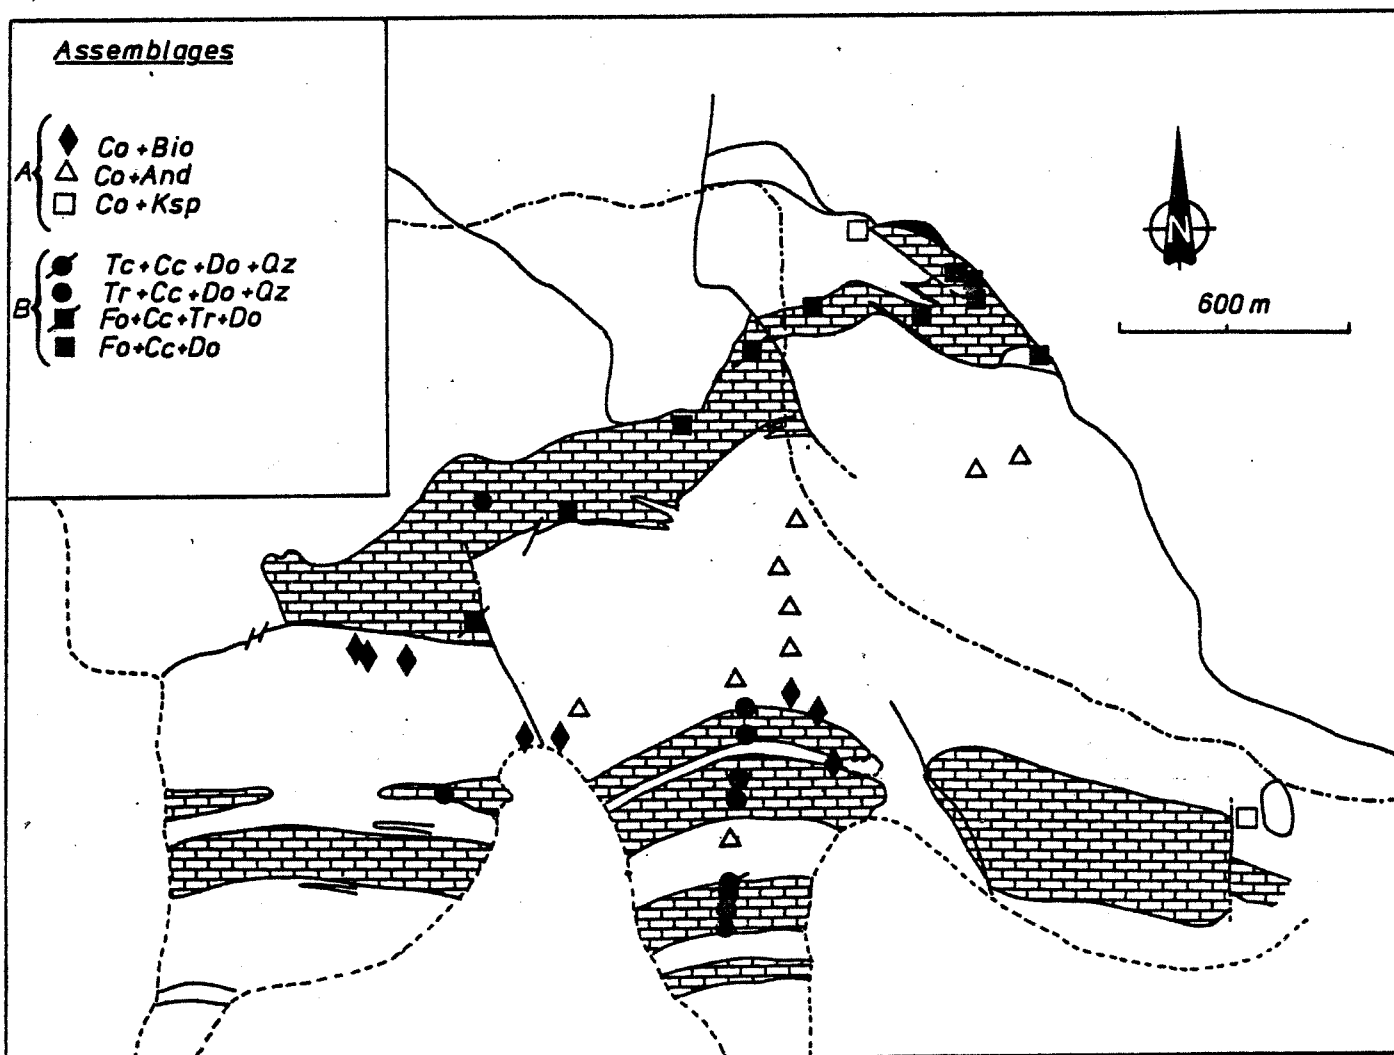 Assemblages
A
Co+Bio
Co+And
Co+Ksp
B
Tc+Cc+Do+Qz
Tr+Cc+Do+Qz
Fo+Cc+Tr+Do
Fo+Cc+Do
N
600 m